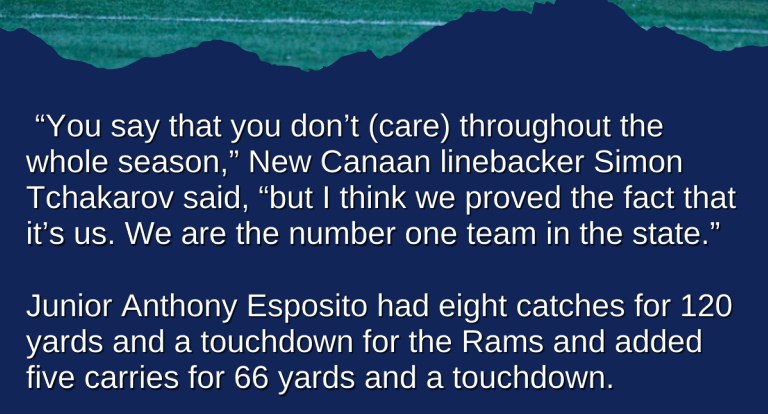 “You say that you don’t (care) throughout the
whole season,” New Canaan linebacker Simon
Tchakarov said, “but I think we proved the fact that
it’s us. We are the number one team in the state.”
Junior Anthony Esposito had eight catches for 120
yards and a touchdown for the Rams and added
five carries for 66 yards and a touchdown.